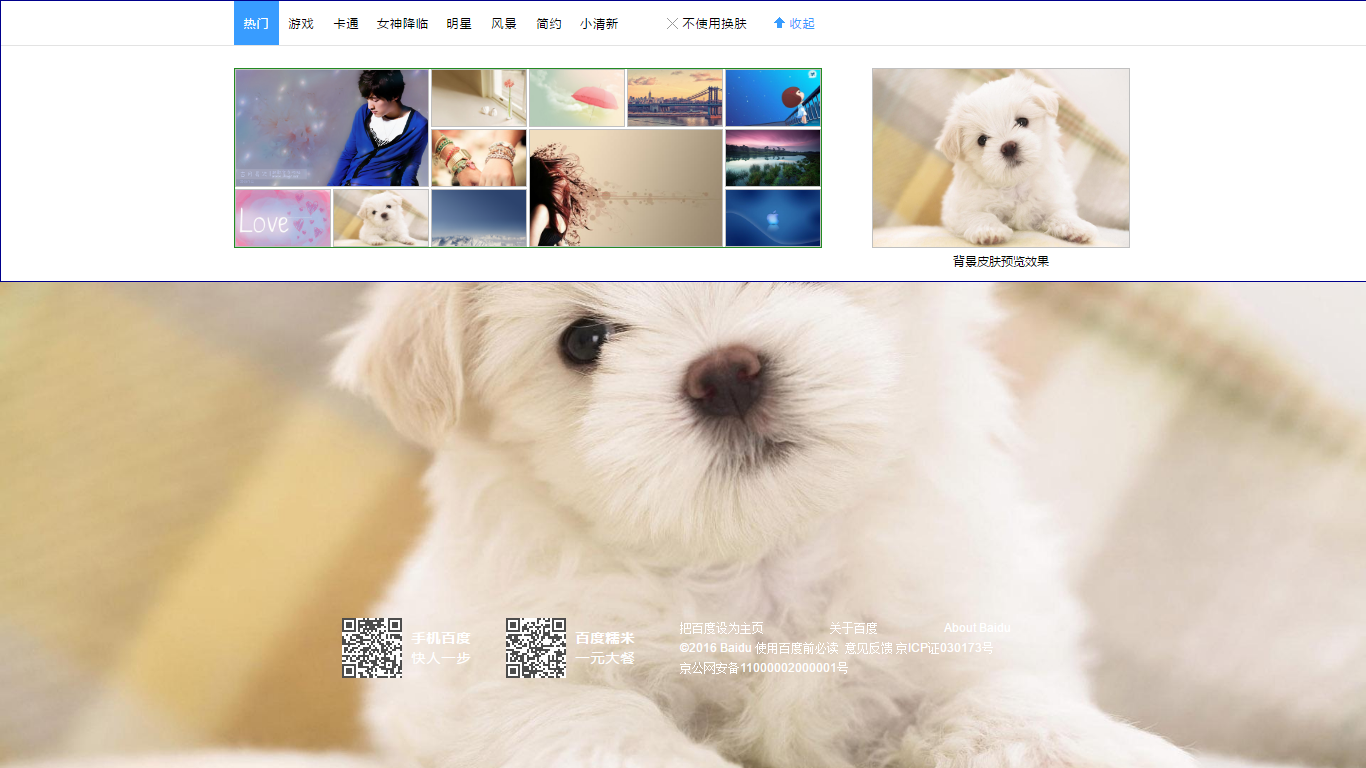 热门 游戏 卡通 女神降临 明星 风景 简约 小清新 不使用换肤 收起
Love
背景皮肤预览效果
手机百度
快人一步
百度糯米
一元大餐
把百度设为主页 关于百度 About Baidu
©2016 Baidu 使用百度前必读 意见反馈 京ICP证030173号
京公网安备11000002000001号